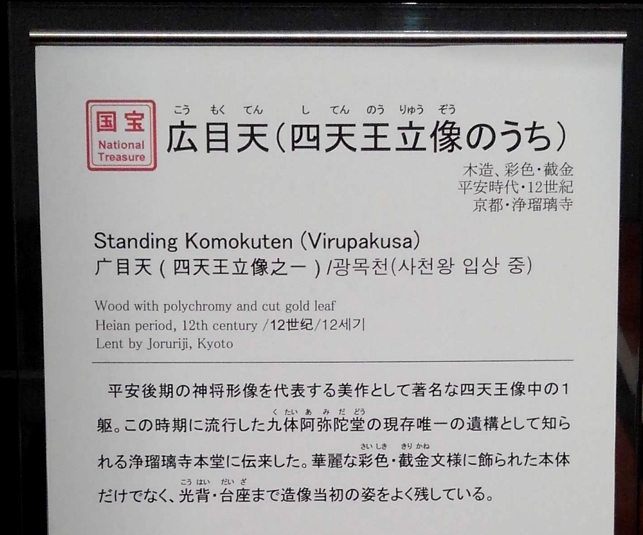 国宝
National
Treasure
こう もく てん し てん のう りゅう ぞう
広目天(四天王立像のうち)
木造、彩色・截金
平安時代・12世紀
京都・浄瑠璃寺
Standing Komokuten (Virupakusa)
广目天(四天王立像之一)/광목천(사천왕 입상 중)
Wood with polychromy and cut gold leaf
Heian period, 12th century /12世纪/12세기
Lent by Joruriji, Kyoto
平安後期の神将形像を代表する美作として著名な四天王像中の1
く たい あ み だ どう
躯。この時期に流行した九体阿弥陀堂の現存唯一の遺構として知ら
さい しき きり かね
れる浄瑠璃寺本堂に伝来した。華麗な彩色・截金文様に飾られた本体
こう はい だい ざ
だけでなく、光背・台座まで造像当初の姿をよく残している。